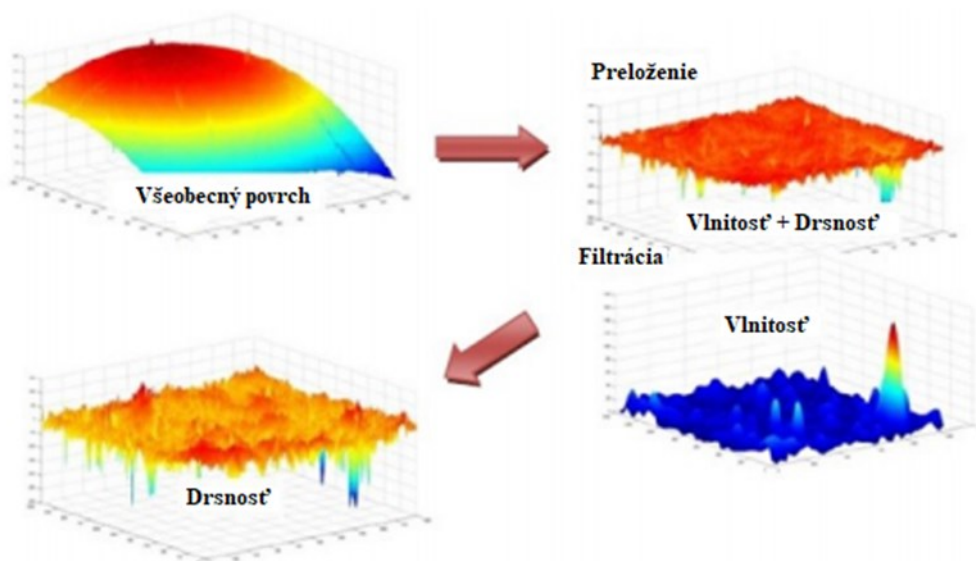 Všeobecný povrch
Preloženie
Vlnitosť + Drsnosť
Filtrácia
Vlnitosť
Drsnosť